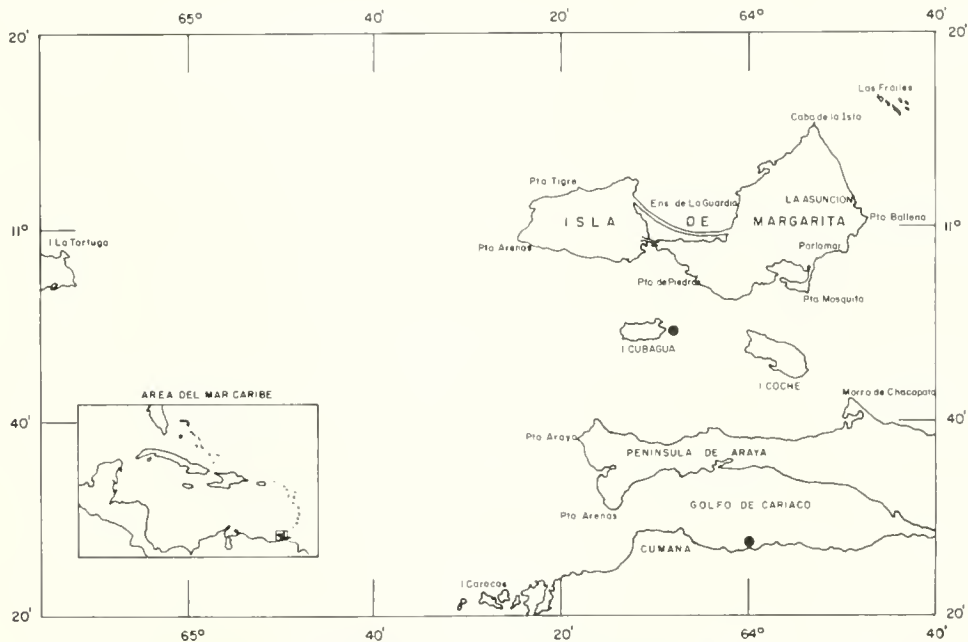 65° 40' 20' 64° 40'
20' 20'
Los Frailes
Cabo de la Isla
Pta Tigre
Ens. de La Guardia
LA ASUNCION
ISLA DE MARGARITA
Pta Ballena
11° 11°
I La Tortuga
Pta Arenas
Porlamar
Pto de Piedras
Pta Mosquito
I CUBAGUA
I COCHE
AREA DEL MAR CARIBE
Morro de Chacopata
40' 40'
Pta Araya
PENINSULA DE ARAYA
GOLFO DE CARIACO
Pto Arenas
CUMANA
I Caracas
20' 20'
65° 40' 20' 64° 40'